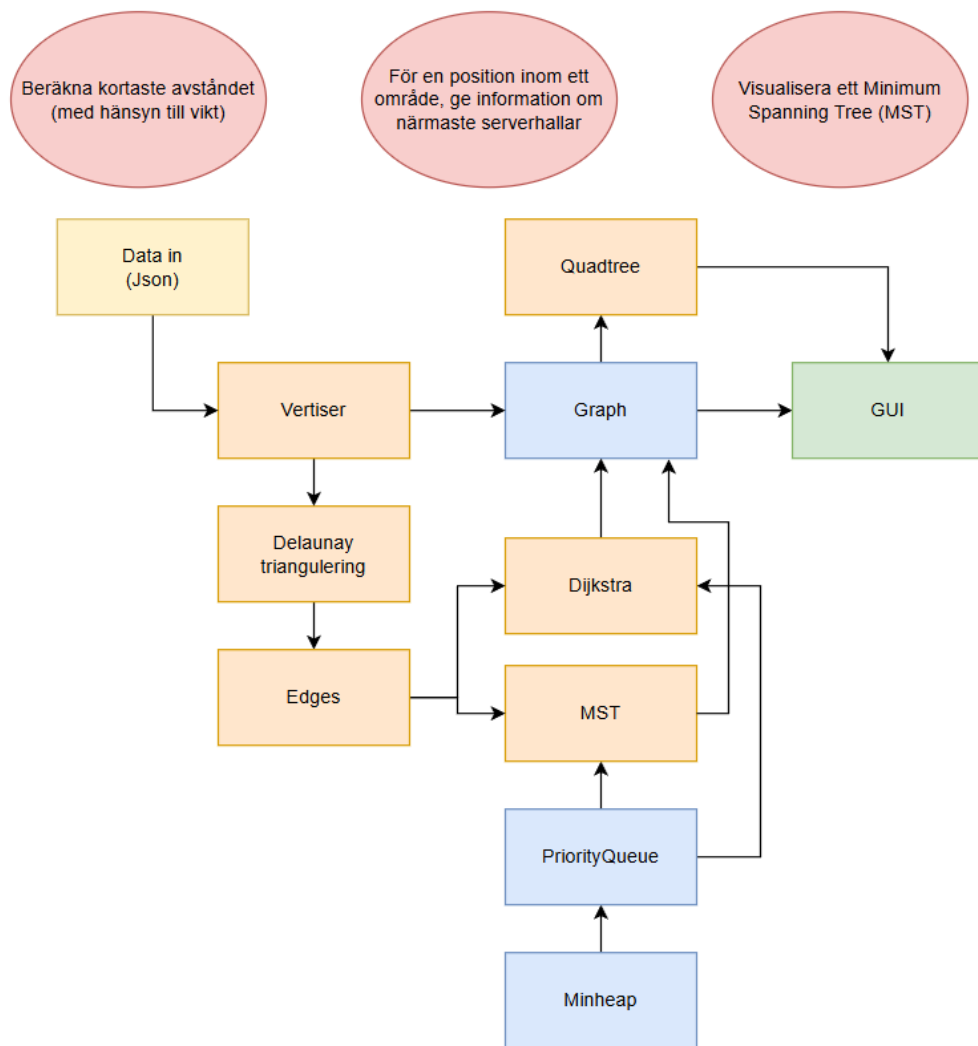 Beräkna kortaste avståndet
(med hänsyn till vikt)
För en position inom ett
område, ge information om
närmaste serverhallar
Visualisera ett Minimum
Spanning Tree (MST)
Data in
(Json)
Quadtree
Vertiser
Graph
GUI
Delaunay
triangulering
Dijkstra
Edges
MST
PriorityQueue
Minheap